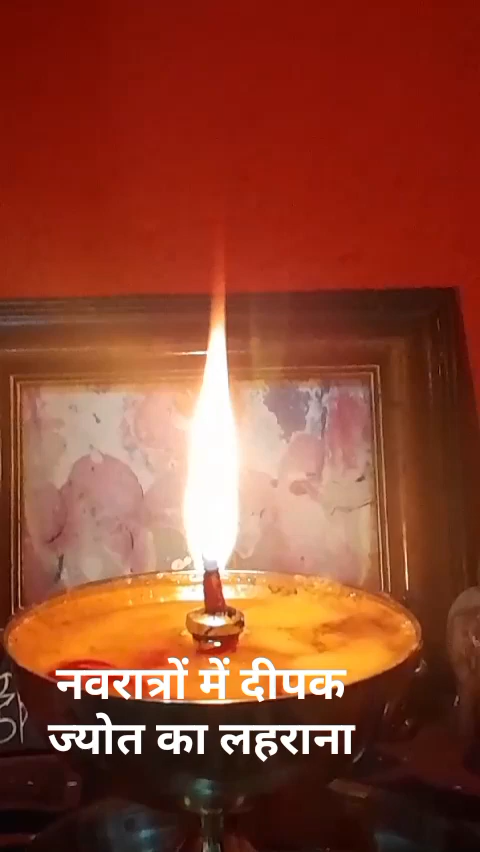 नवरात्रों में दीपक
ज्योत का लहराना